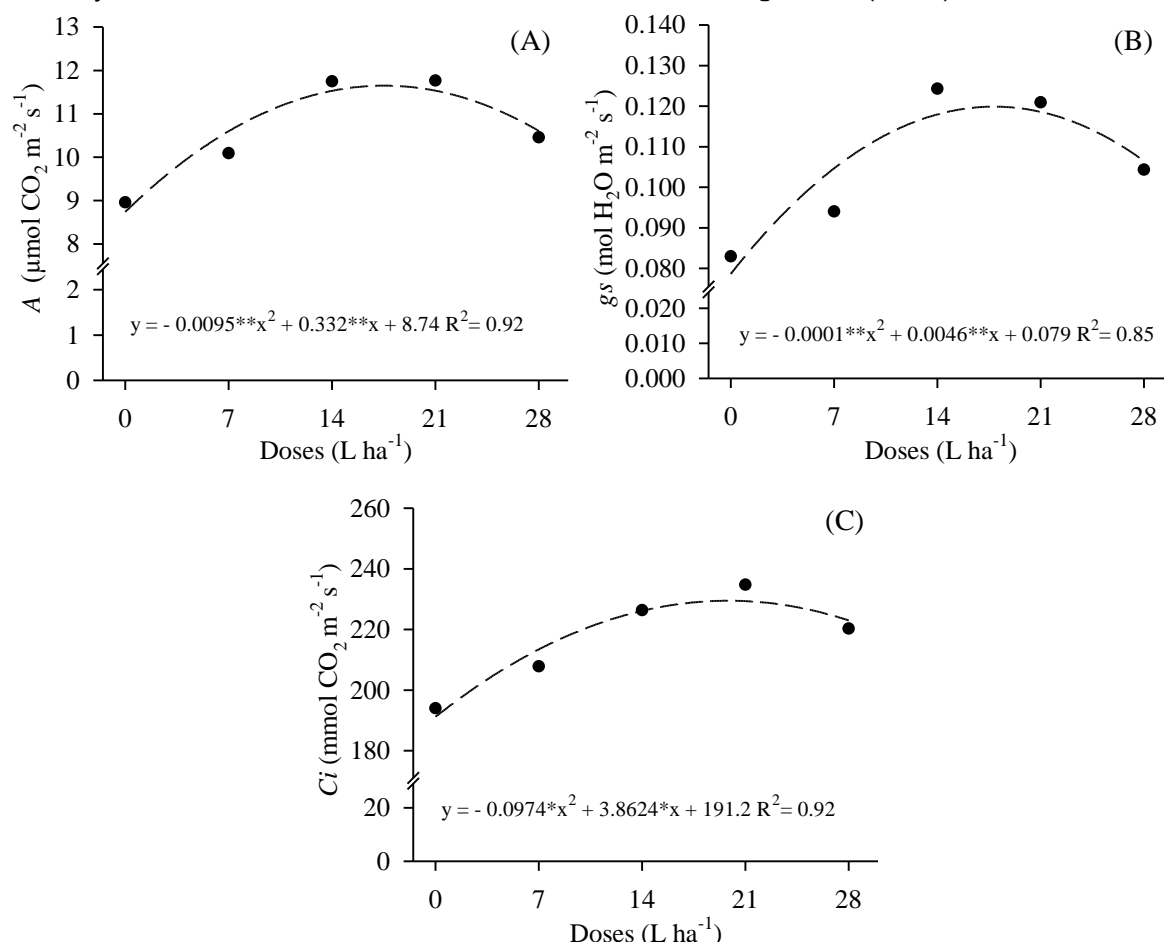 (A)
13
12
11
10
9
8
2
1
0
A (µmol CO₂ m⁻² s⁻¹)
y = - 0.0095**x² + 0.332**x + 8.74 R² = 0.92
0 7 14 21 28
Doses (L ha⁻¹)
(B)
0.140
0.130
0.120
0.110
0.100
0.090
0.080
0.020
0.010
0.000
gs (mol H₂O m⁻² s⁻¹)
y = - 0.0001**x² + 0.0046**x + 0.079 R² = 0.85
0 7 14 21 28
Doses (L ha⁻¹)
(C)
260
240
220
200
180
20
0
Ci (mmol CO₂ m⁻² s⁻¹)
y = - 0.0974*x² + 3.8624*x + 191.2 R² = 0.92
0 7 14 21 28
Doses (L ha⁻¹)